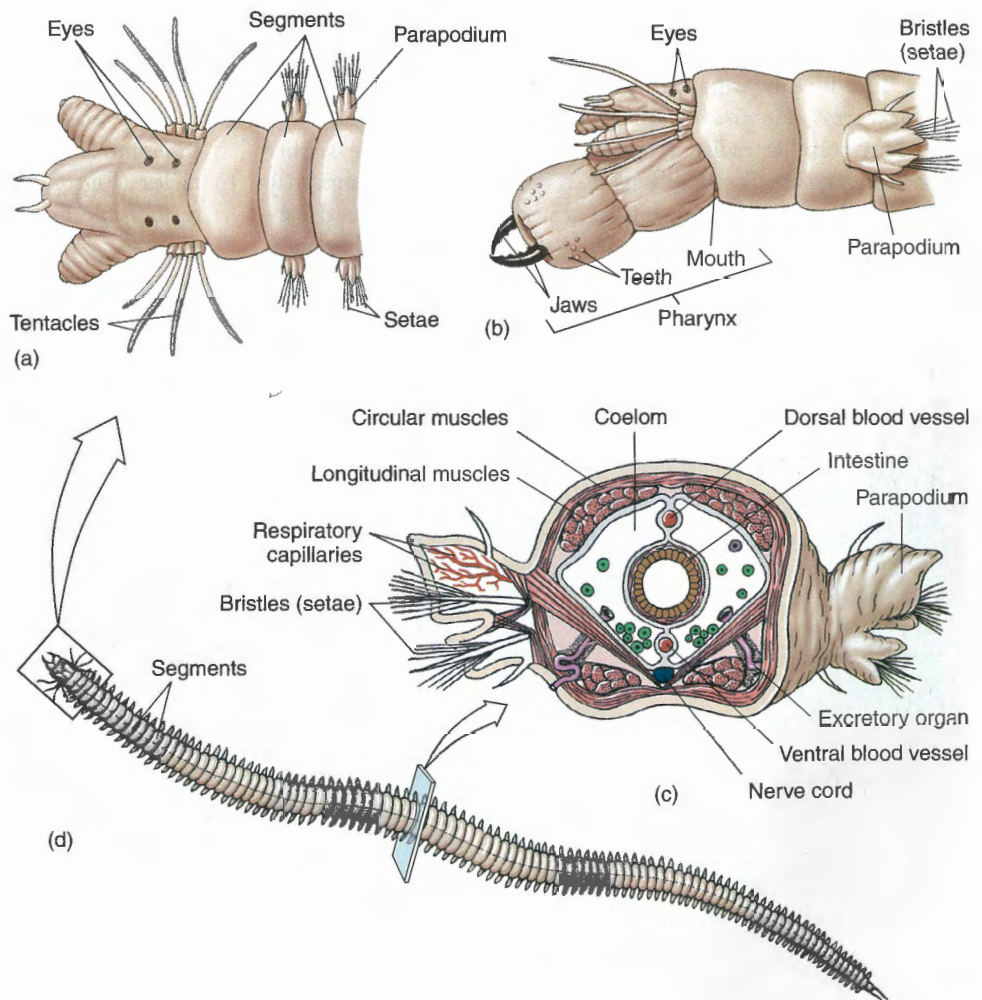 Eyes
Segments
Parapodium
Tentacles
Setae
(a)
Eyes
Bristles
(setae)
Parapodium
Mouth
Teeth
Jaws
Pharynx
(b)
Circular muscles
Coelom
Dorsal blood vessel
Longitudinal muscles
Intestine
Parapodium
Respiratory
capillaries
Bristles (setae)
Excretory organ
Ventral blood vessel
Nerve cord
(c)
Segments
(d)